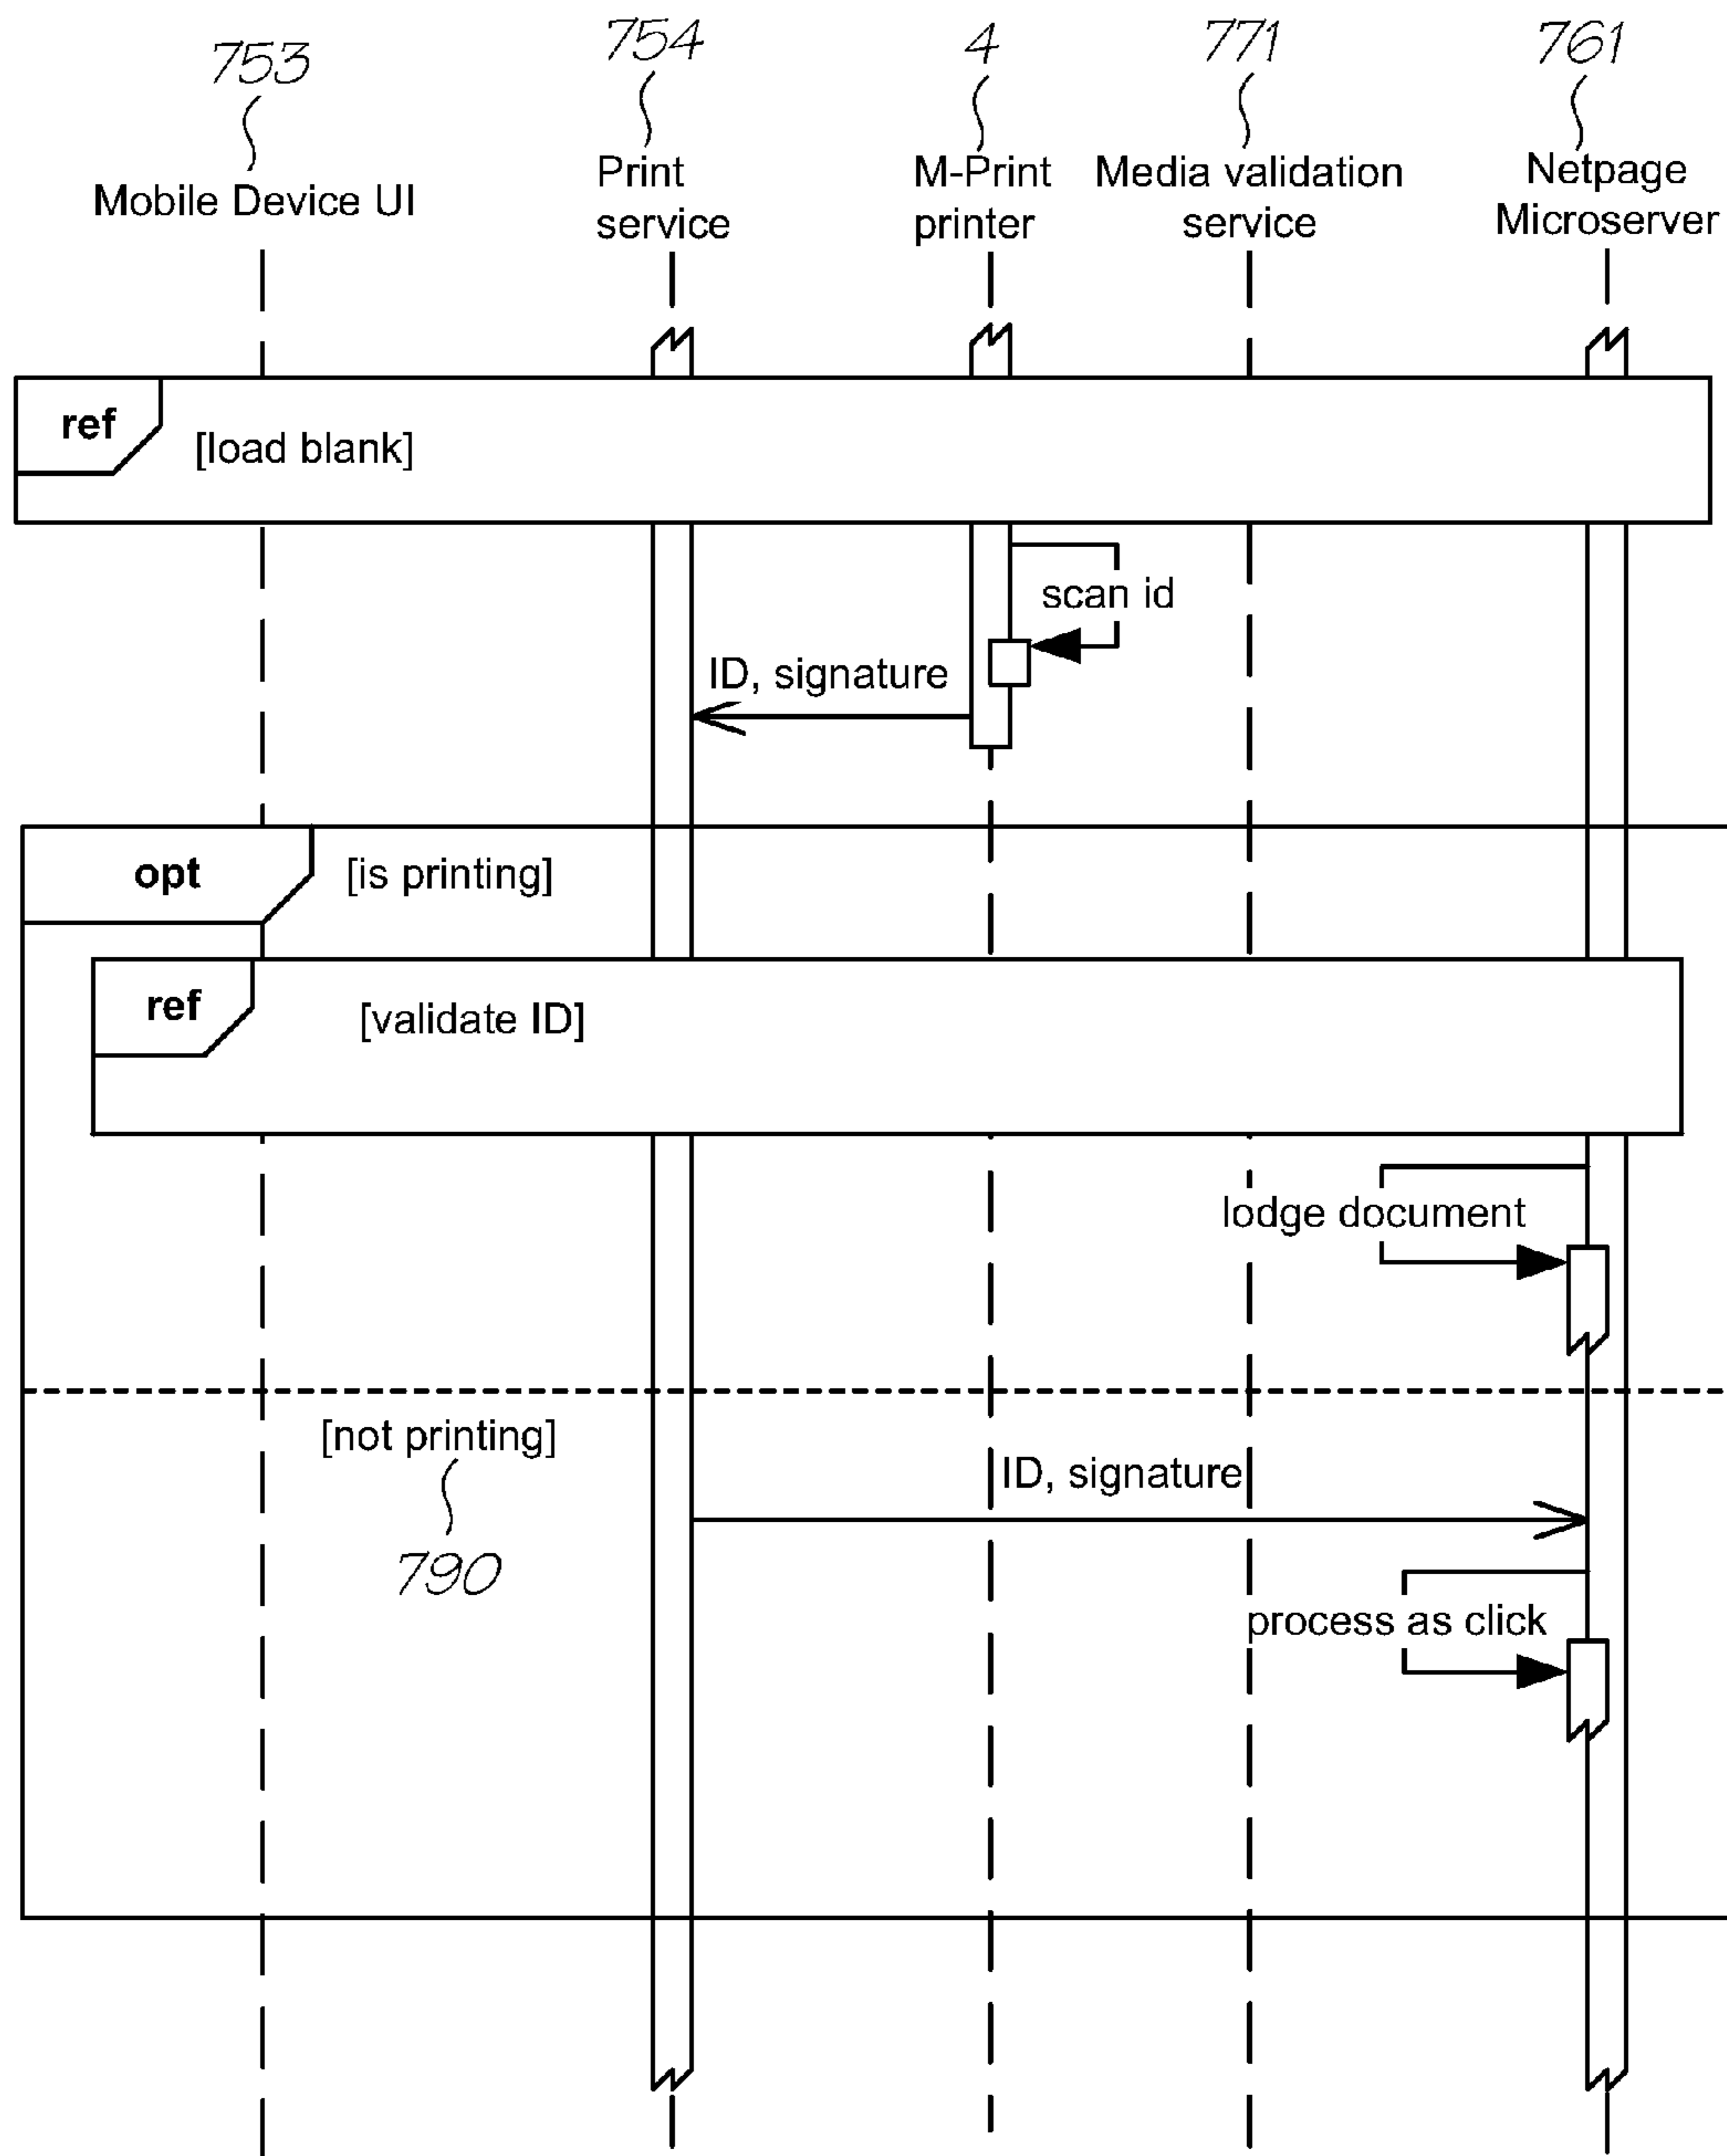 753
754
4
771
761
Mobile Device UI
Print
service
M-Print
printer
Media validation
service
Netpage
Microserver
ref
[load blank]
scan id
ID, signature
opt
[is printing]
ref
[validate ID]
lodge document
[not printing]
ID, signature
790
process as click